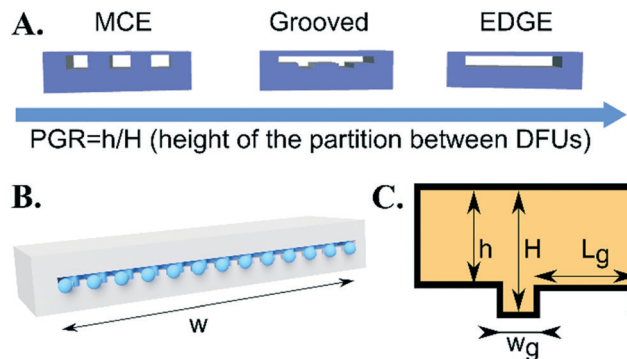 A. MCE Grooved EDGE
PGR=h/H (height of the partition between DFUs)
B.
w
C.
h H Lg
wg